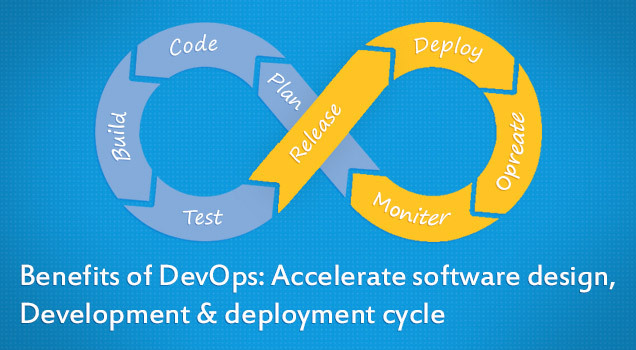 Code
Plan
Build
Test
Release
Deploy
Opreate
Moniter
Benefits of DevOps: Accelerate software design,
Development & deployment cycle